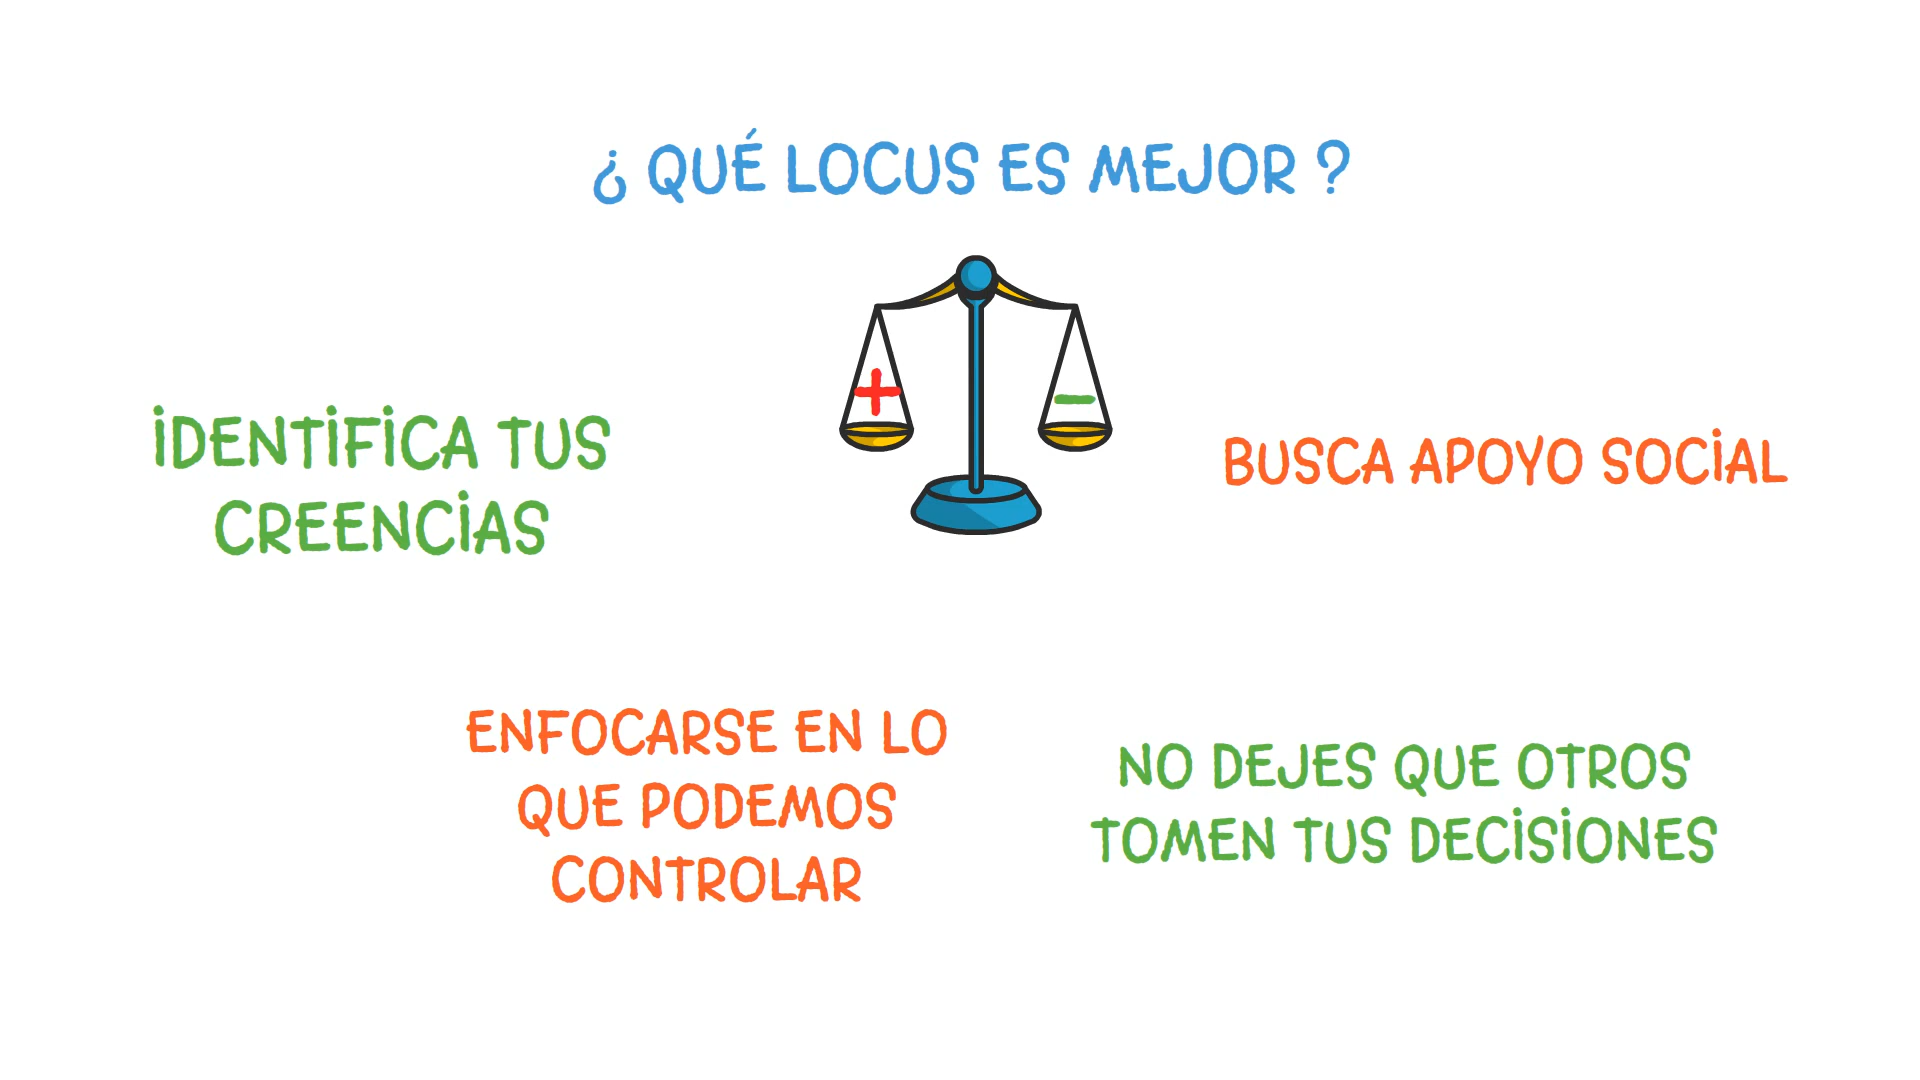 ¿ QUÉ LOCUS ES MEJOR ?
+
−
IDENTIFICA TUS
CREENCIAS
BUSCA APOYO SOCIAL
ENFOCARSE EN LO
QUE PODEMOS
CONTROLAR
NO DEJES QUE OTROS
TOMEN TUS DECISIONES